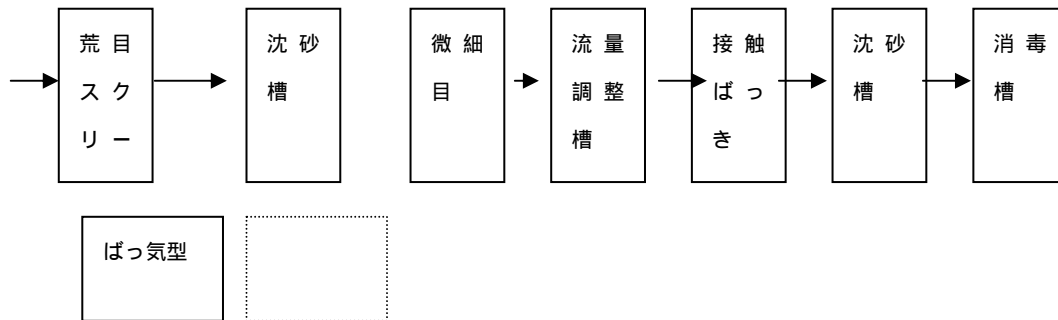 荒目
スク
リー
沈砂
槽
微細
目
流量
調整
槽
接触
ばっ
き
沈砂
槽
消毒
槽
ばっ気型